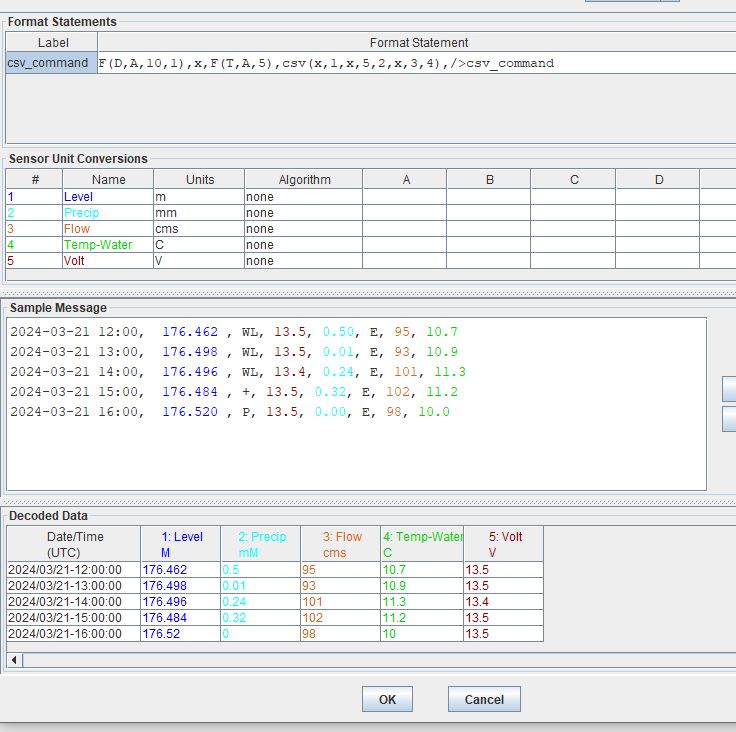 Format Statements
Label Format Statement
csv_command F(D,A,10,1),x,F(T,A,5),csv(x,1,x,5,2,x,3,4),/>csv_command
Sensor Unit Conversions
# Name Units Algorithm A B C D
1 Level m none
2 Precip mm none
3 Flow cms none
4 Temp-Water C none
5 Volt V none
Sample Message
2024-03-21 12:00, 176.462 , WL, 13.5, 0.50, E, 95, 10.7
2024-03-21 13:00, 176.498 , WL, 13.5, 0.01, E, 93, 10.9
2024-03-21 14:00, 176.496 , WL, 13.4, 0.24, E, 101, 11.3
2024-03-21 15:00, 176.484 , +, 13.5, 0.32, E, 102, 11.2
2024-03-21 16:00, 176.520 , P, 13.5, 0.00, E, 98, 10.0
Decoded Data
Date/Time 1: Level 2: Precip 3: Flow 4: Temp-Water 5: Volt
(UTC) M mM cms C V
2024/03/21-12:00:00 176.462 0.5 95 10.7 13.5
2024/03/21-13:00:00 176.498 0.01 93 10.9 13.5
2024/03/21-14:00:00 176.496 0.24 101 11.3 13.4
2024/03/21-15:00:00 176.484 0.32 102 11.2 13.5
2024/03/21-16:00:00 176.52 0 98 10 13.5
OK Cancel